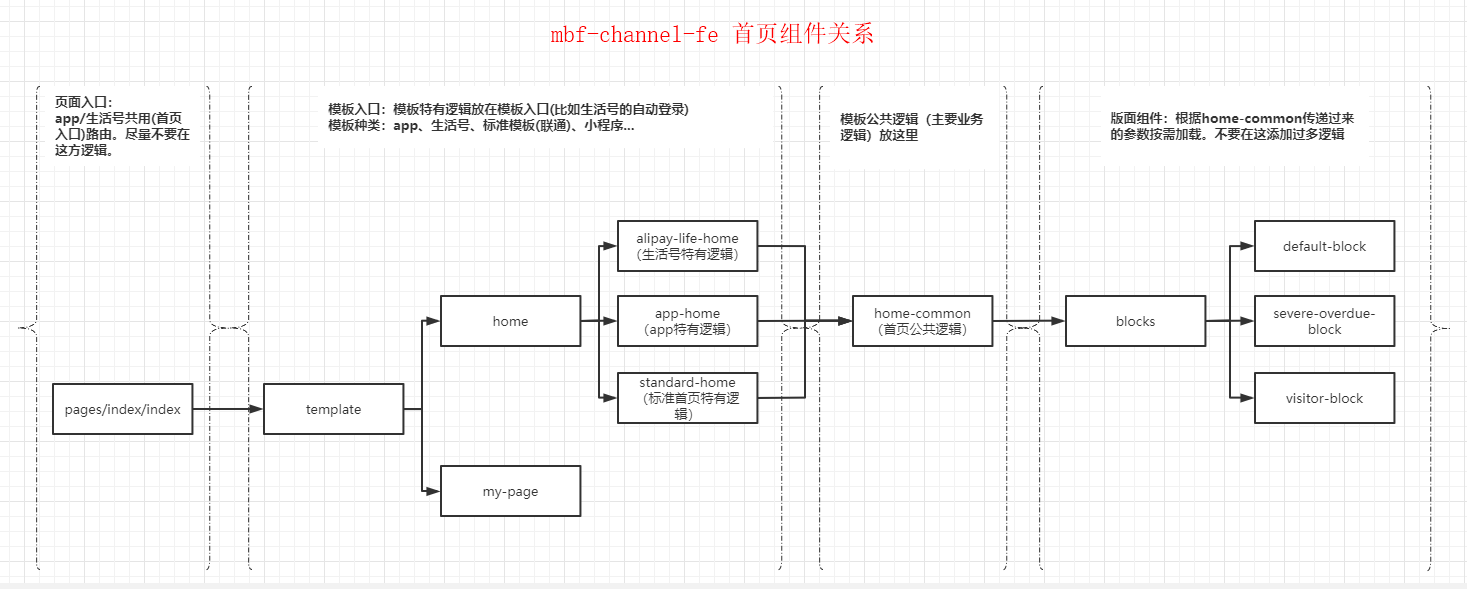 mbf-channel-fe 首页组件关系
页面入口：
app/生活号共用(首页
入口)路由。尽量不要在
这方逻辑。
模板入口：模板特有逻辑放在模板入口(比如生活号的自动登录)
模板种类：app、生活号、标准模板(联通)、小程序...
模板公共逻辑（主要业务
逻辑）放这里
版面组件：根据home-common传递过来
的参数按需加载。不要在这添加过多逻辑
pages/index/index
template
home
my-page
alipay-life-home
（生活号特有逻辑）
app-home
（app特有逻辑）
standard-home
（标准首页特有逻
辑）
home-common
（首页公共逻辑）
blocks
default-block
severe-overdue-
block
visitor-block